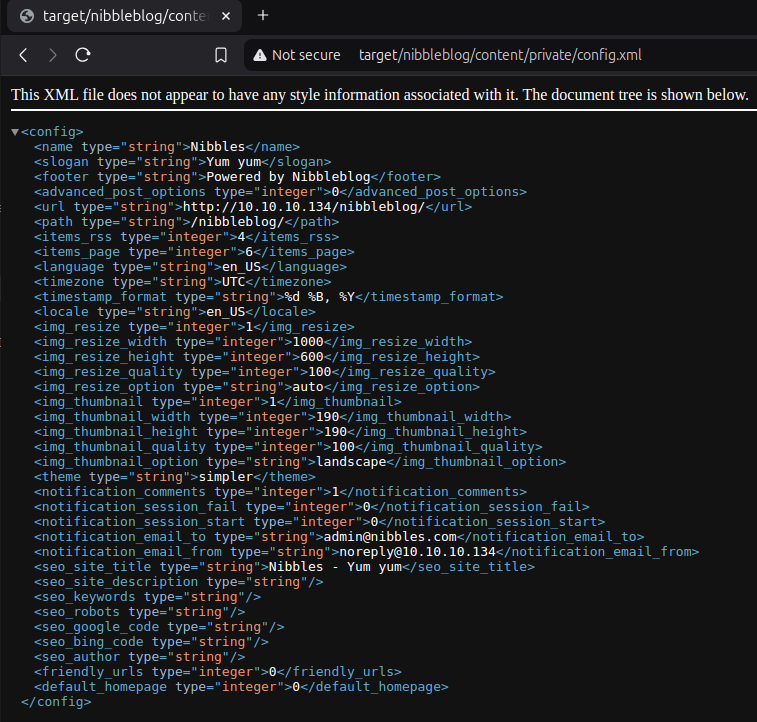 target/nibbleblog/conte
Not secure target/nibbleblog/content/private/config.xml
This XML file does not appear to have any style information associated with it. The document tree is shown below.
▼<config>
<name type="string">Nibbles</name>
<slogan type="string">Yum yum</slogan>
<footer type="string">Powered by Nibbleblog</footer>
<advanced_post_options type="integer">0</advanced_post_options>
<url type="string">http://10.10.10.134/nibbleblog/</url>
<path type="string">/nibbleblog/</path>
<items_rss type="integer">4</items_rss>
<items_page type="integer">6</items_page>
<language type="string">en_US</language>
<timezone type="string">UTC</timezone>
<timestamp_format type="string">%d %B, %Y</timestamp_format>
<locale type="string">en_US</locale>
<img_resize type="integer">1</img_resize>
<img_resize_width type="integer">1000</img_resize_width>
<img_resize_height type="integer">600</img_resize_height>
<img_resize_quality type="integer">100</img_resize_quality>
<img_resize_option type="string">auto</img_resize_option>
<img_thumbnail type="integer">1</img_thumbnail>
<img_thumbnail_width type="integer">190</img_thumbnail_width>
<img_thumbnail_height type="integer">190</img_thumbnail_height>
<img_thumbnail_quality type="integer">100</img_thumbnail_quality>
<img_thumbnail_option type="string">landscape</img_thumbnail_option>
<theme type="string">simpler</theme>
<notification_comments type="integer">1</notification_comments>
<notification_session_fail type="integer">0</notification_session_fail>
<notification_session_start type="integer">0</notification_session_start>
<notification_email_to type="string">admin@nibbles.com</notification_email_to>
<notification_email_from type="string">noreply@10.10.10.134</notification_email_from>
<seo_site_title type="string">Nibbles - Yum yum</seo_site_title>
<seo_site_description type="string"/>
<seo_keywords type="string"/>
<seo_robots type="string"/>
<seo_google_code type="string"/>
<seo_bing_code type="string"/>
<seo_author type="string"/>
<friendly_urls type="integer">0</friendly_urls>
<default_homepage type="integer">0</default_homepage>
</config>